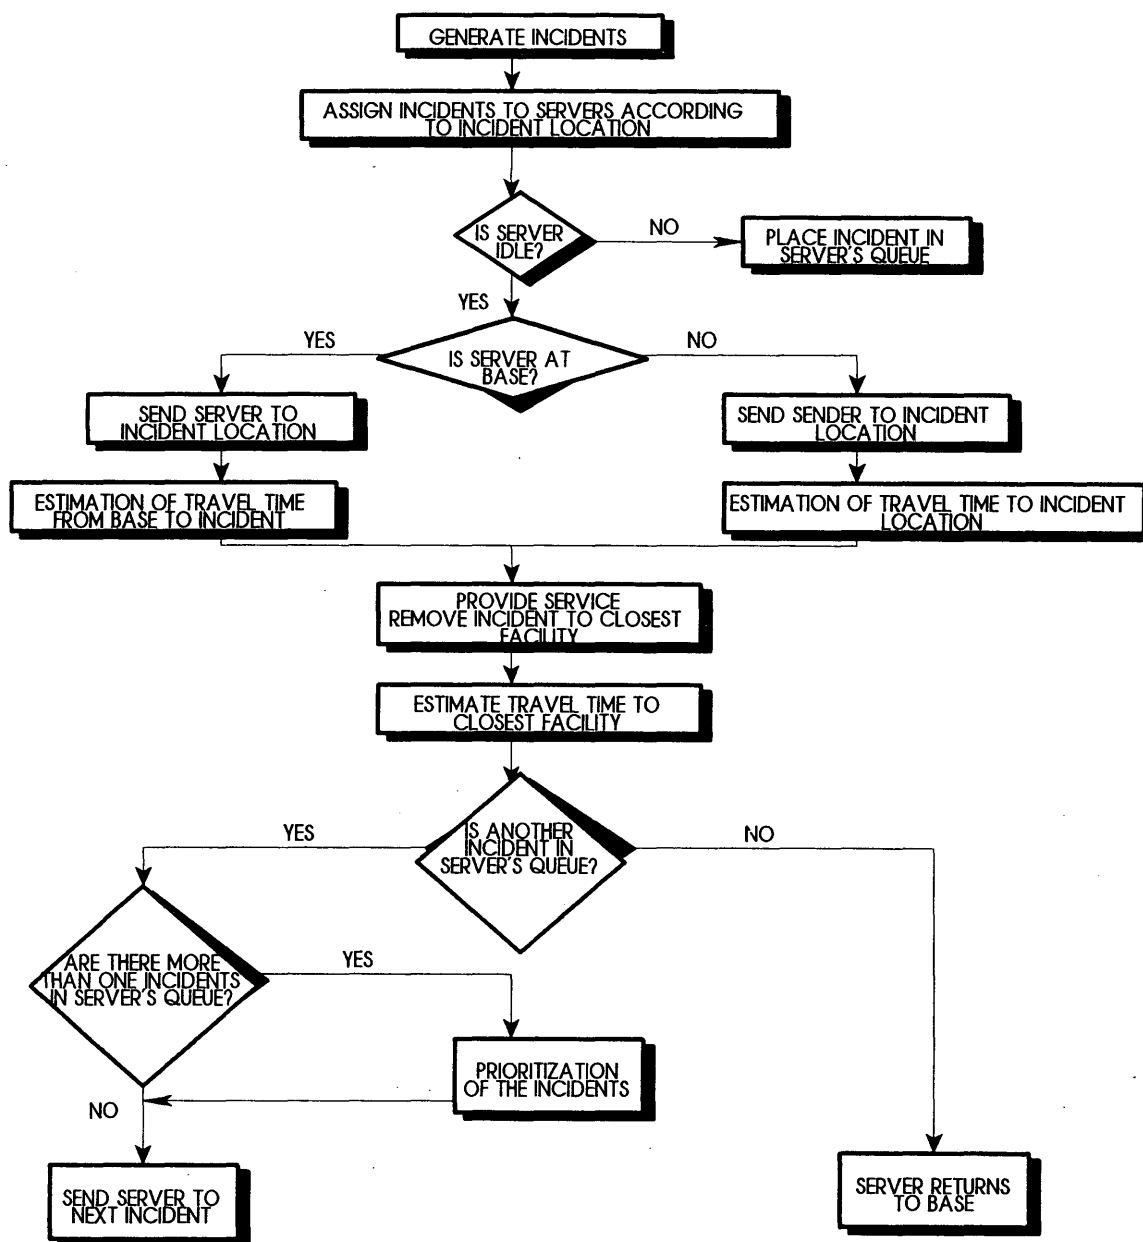 GENERATE INCIDENTS
ASSIGN INCIDENTS TO SERVERS ACCORDING
TO INCIDENT LOCATION
IS SERVER
IDLE?
NO
PLACE INCIDENT IN
SERVER'S QUEUE
YES
YES
IS SERVER AT
BASE?
NO
SEND SERVER TO
INCIDENT LOCATION
SEND SENDER TO INCIDENT
LOCATION
ESTIMATION OF TRAVEL TIME
FROM BASE TO INCIDENT
ESTIMATION OF TRAVEL TIME TO INCIDENT
LOCATION
PROVIDE SERVICE
REMOVE INCIDENT TO CLOSEST
FACILITY
ESTIMATE TRAVEL TIME TO
CLOSEST FACILITY
YES
IS ANOTHER
INCIDENT IN
SERVER'S QUEUE?
NO
ARE THERE MORE
THAN ONE INCIDENTS
IN SERVER'S QUEUE?
YES
PRIORITIZATION
OF THE INCIDENTS
NO
SEND SERVER TO
NEXT INCIDENT
SERVER RETURNS
TO BASE